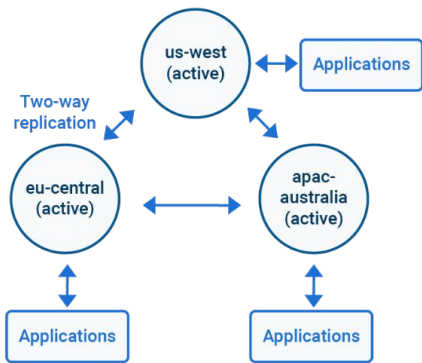 us-west
(active)
Applications
Two-way
replication
eu-central
(active)
apac-
australia
(active)
Applications
Applications